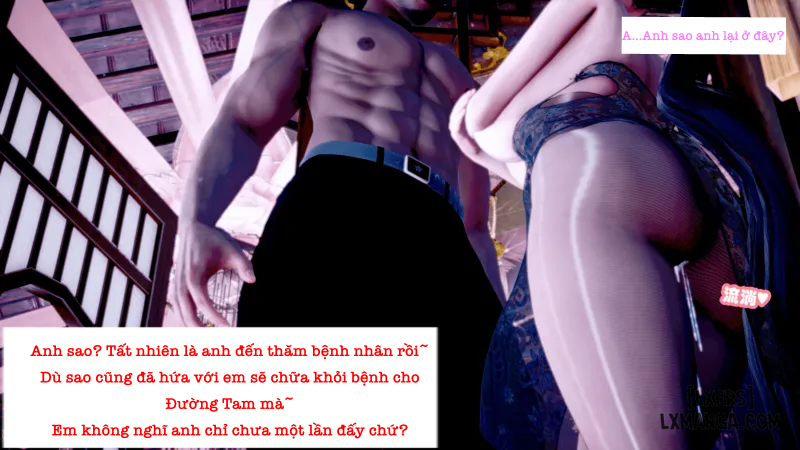 A...Anh sao anh lại ở đây?
流淌♥
Anh sao? Tất nhiên là anh đến thăm bệnh nhân rồi~
Dù sao cũng đã hứa với em sẽ chữa khỏi bệnh cho
Đường Tam mà~
Em không nghĩ anh chỉ chưa một lần đấy chứ?
LXMANGA.COM